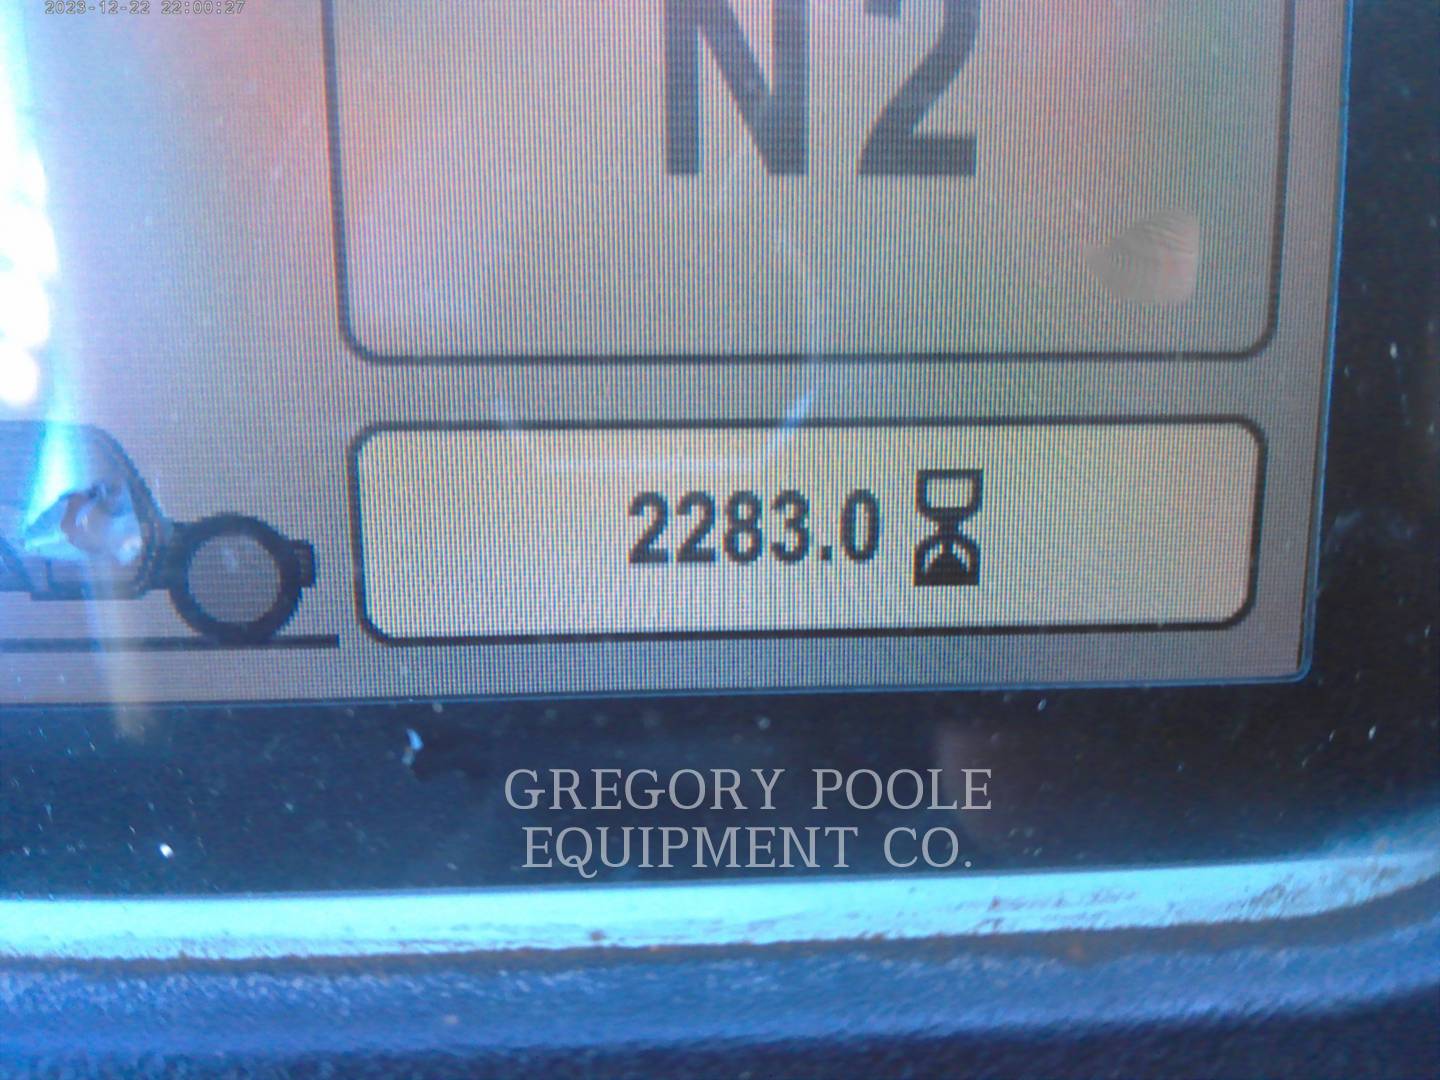 2023-12-22 22:00:27
N2
2283.0
GREGORY POOLE
EQUIPMENT CO.